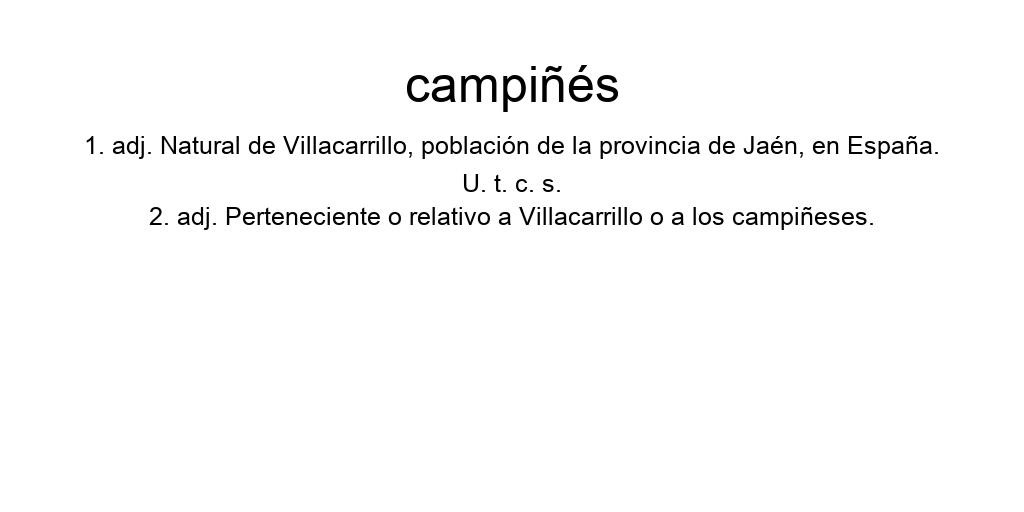 campiñés
1. adj. Natural de Villacarrillo, población de la provincia de Jaén, en España.
U. t. c. s.
2. adj. Perteneciente o relativo a Villacarrillo o a los campiñeses.